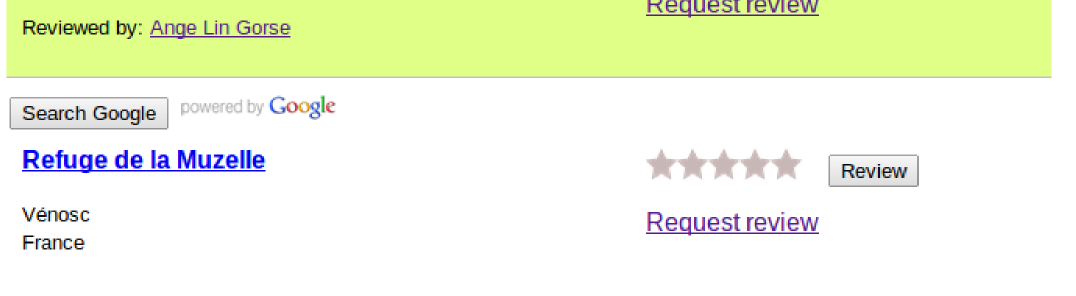 Request review
Reviewed by: Ange Lin Gorse
Search Google powered by Google
Refuge de la Muzelle
Review
Vénosc
Request review
France